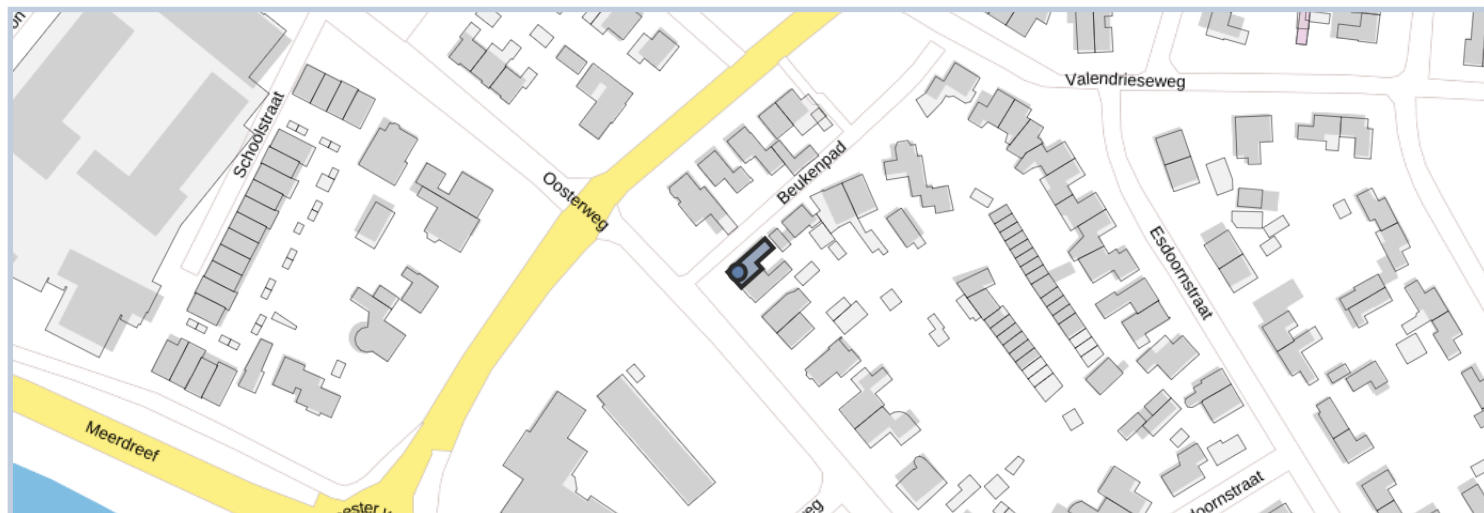 Valendrieseweg
Schoolstraat
Beukenpad
Oosterweg
Esdoornstraat
Meerdreef